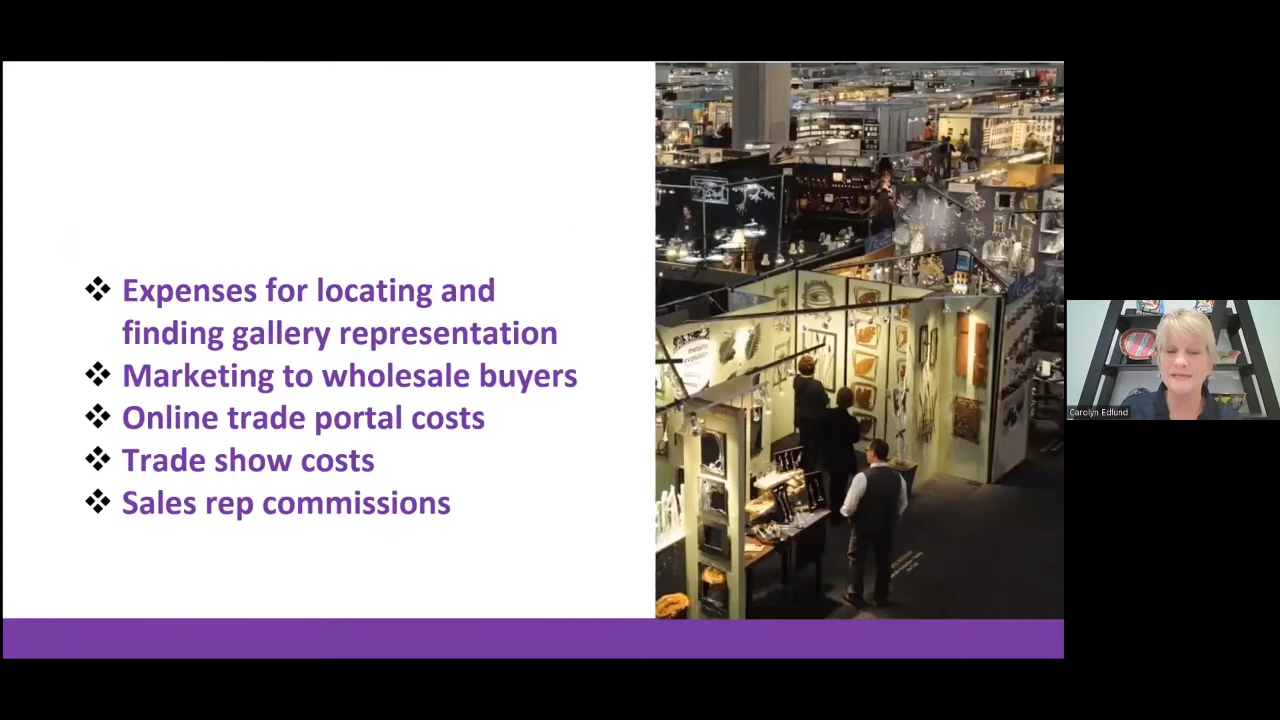 ❖ Expenses for locating and
finding gallery representation
❖ Marketing to wholesale buyers
❖ Online trade portal costs
❖ Trade show costs
❖ Sales rep commissions
Carolyn Edlund